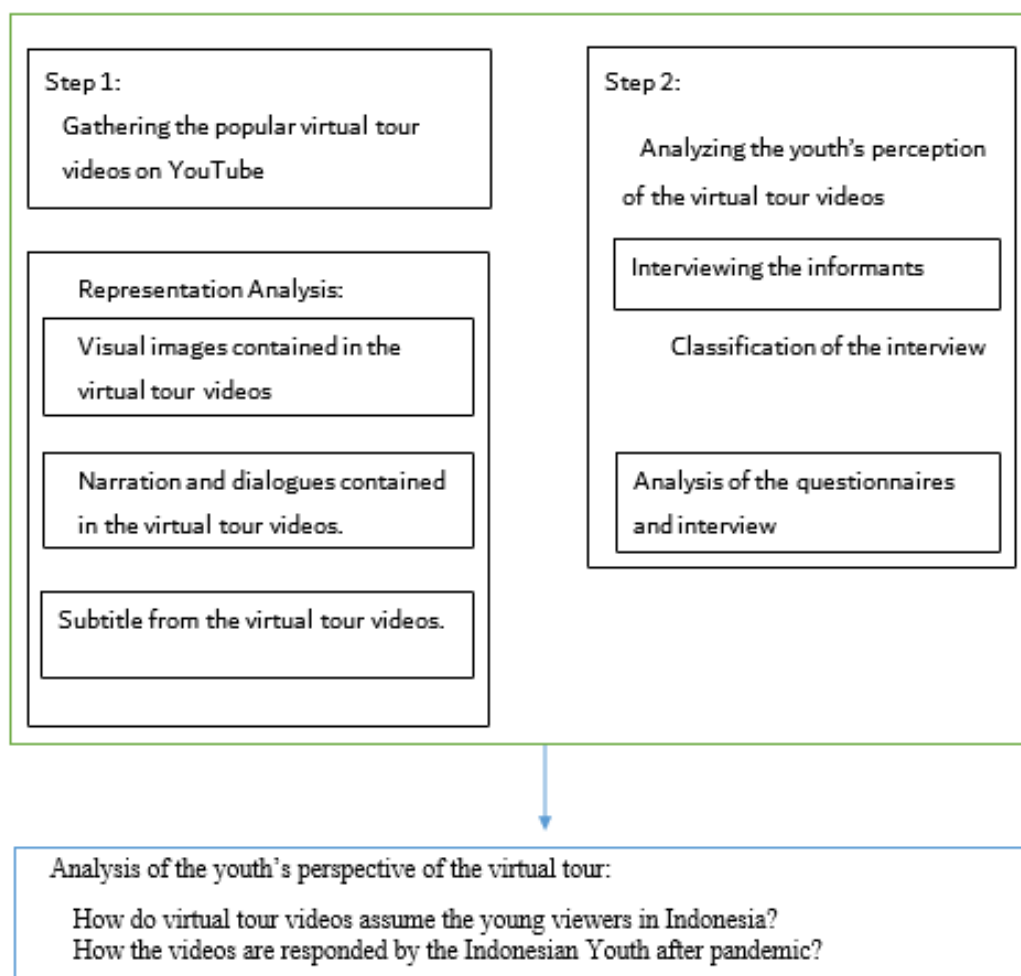 Step 1:
Gathering the popular virtual tour
videos on YouTube
Representation Analysis:
Visual images contained in the
virtual tour videos
Narration and dialogues contained
in the virtual tour videos.
Subtitle from the virtual tour videos.
Step 2:
Analyzing the youth’s perception
of the virtual tour videos
Interviewing the informants
Classification of the interview
Analysis of the questionnaires
and interview
Analysis of the youth’s perspective of the virtual tour:
How do virtual tour videos assume the young viewers in Indonesia?
How the videos are responded by the Indonesian Youth after pandemic?